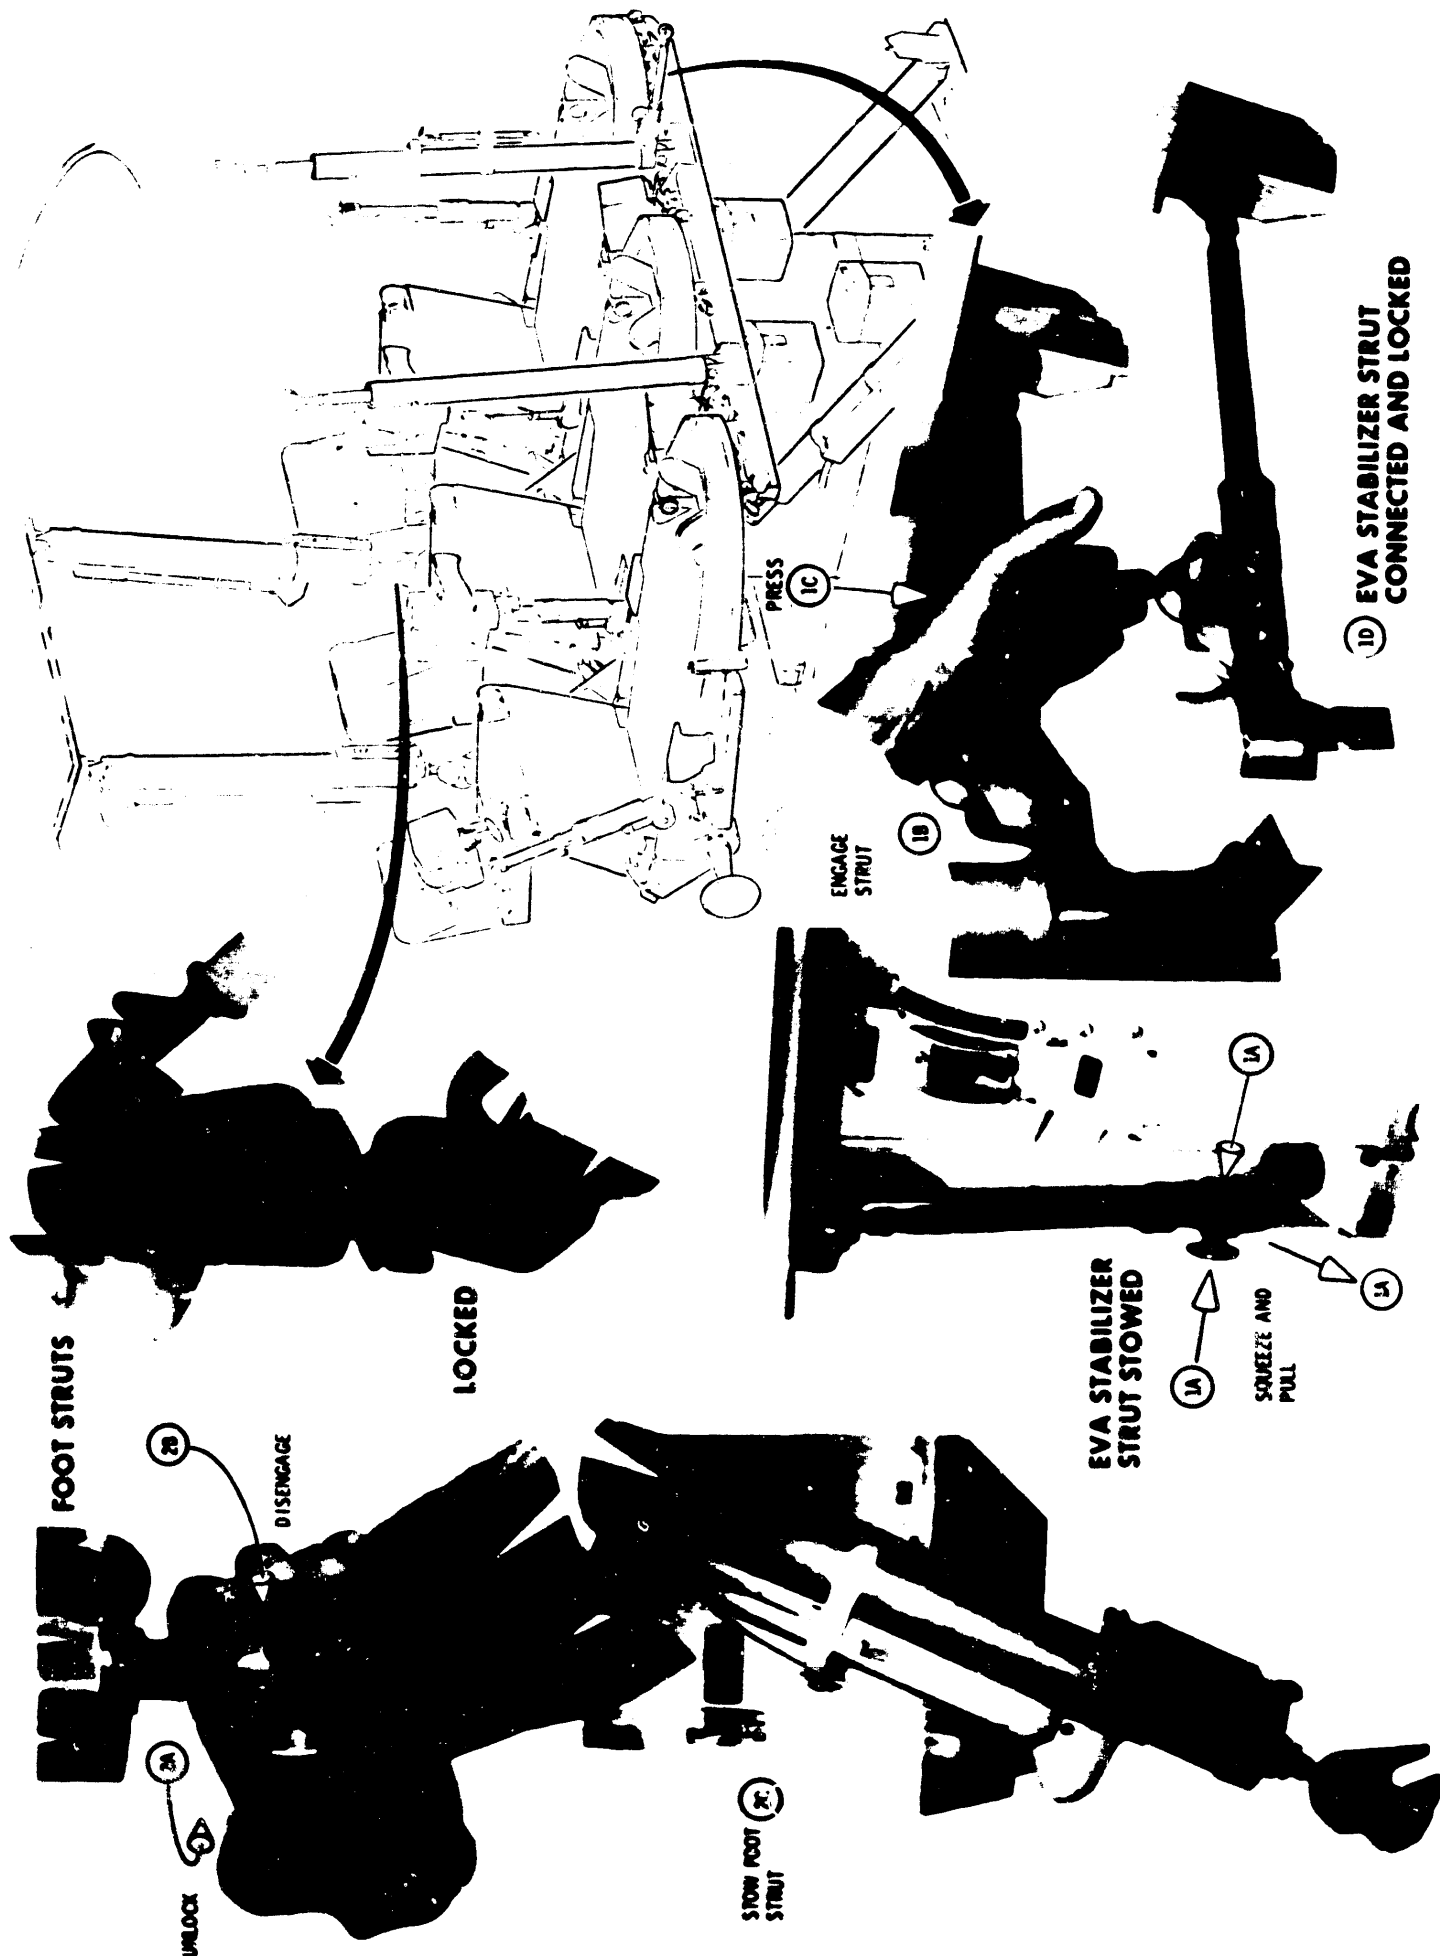 FOOT STRUTS
UNLOCK
2A
2B
DISENGAGE
LOCKED
STOW FOOT
STRUT
2C
EVA STABILIZER
STRUT STOWED
1A
SQUEEZE AND
PULL
1A
1A
ENGAGE
STRUT
1B
PRESS
1C
1D EVA STABILIZER STRUT
CONNECTED AND LOCKED